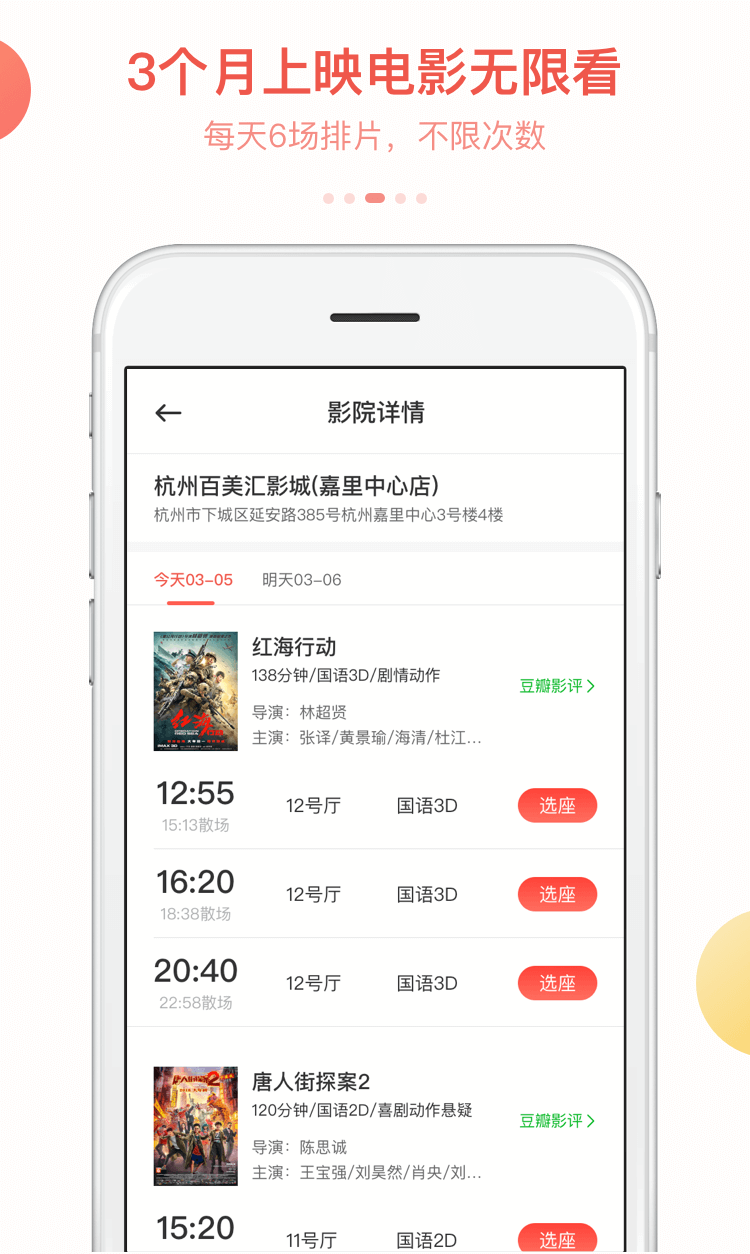 3个月上映电影无限看
每天6场排片，不限次数
影院详情
杭州百美汇影城(嘉里中心店)
杭州市下城区延安路385号杭州嘉里中心3号楼4楼
今天03-05 明天03-06
红海行动
138分钟/国语3D/剧情动作
豆瓣影评
导演：林超贤
主演：张译/黄景瑜/海清/杜江...
12:55 12号厅 国语3D 选座
15:13散场
16:20 12号厅 国语3D 选座
18:38散场
20:40 12号厅 国语3D 选座
22:58散场
唐人街探案2
120分钟/国语2D/喜剧动作悬疑
豆瓣影评
导演：陈思诚
主演：王宝强/刘昊然/肖央/刘...
15:20 11号厅 国语2D 选座